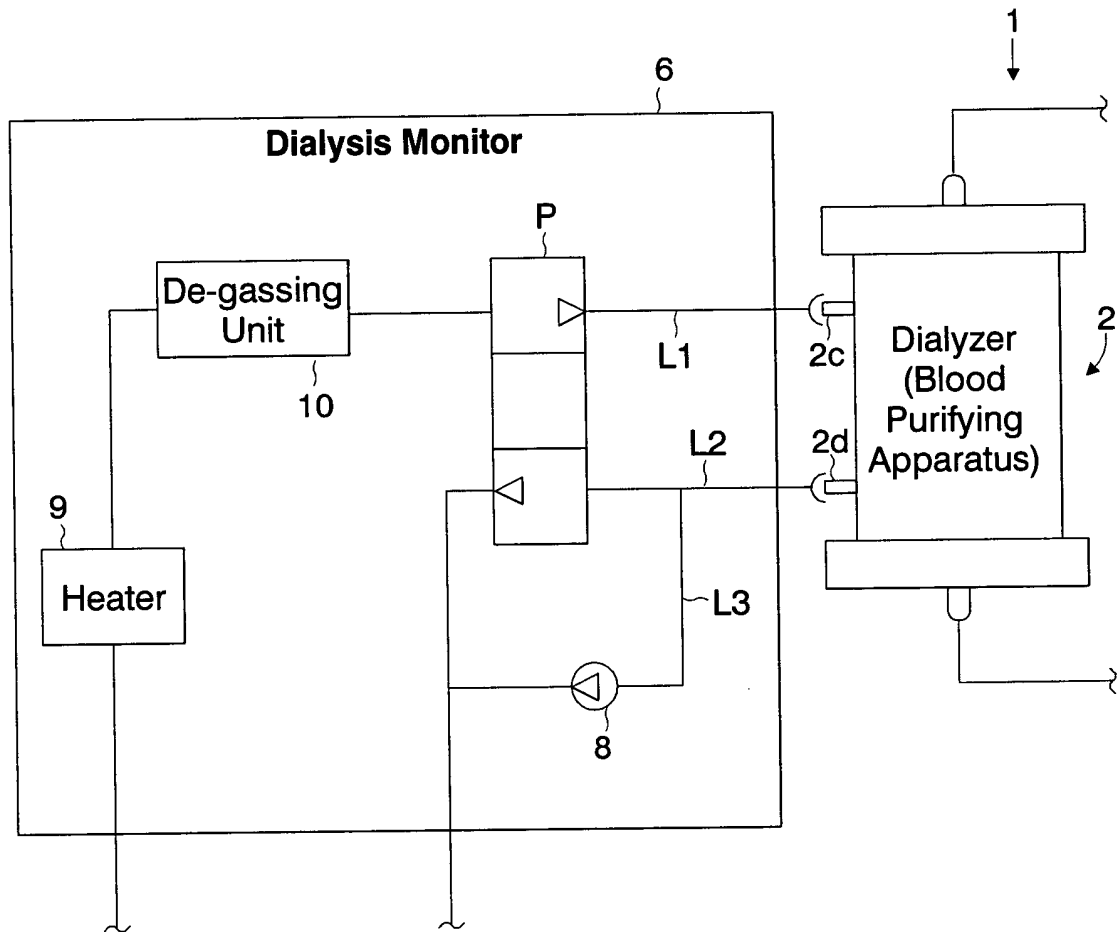 1
6
Dialysis Monitor
P
De-gassing
Unit
10
L1
2c
2
Dialyzer
(Blood
Purifying
Apparatus)
L2
2d
9
Heater
L3
8